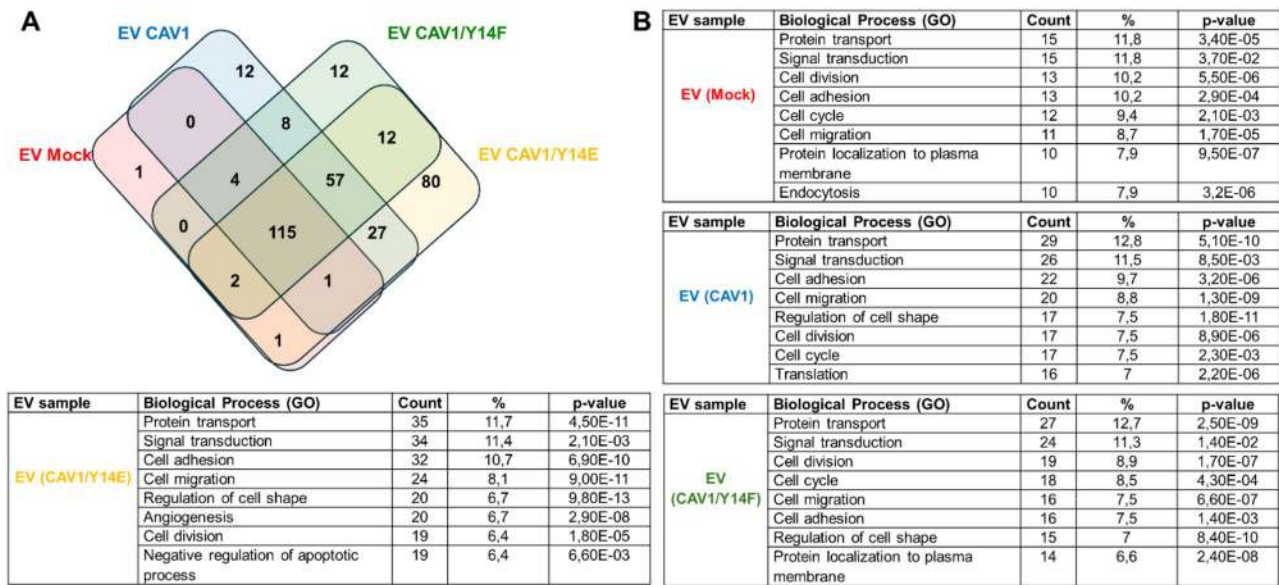 A
EV CAV1
EV CAV1/Y14F
EV Mock
EV CAV1/Y14E
12
12
0
8
12
1
4
57
80
0
115
27
2
1
1
B
EV sample Biological Process (GO) Count % p-value
EV (Mock)
Protein transport 15 11,8 3,40E-05
Signal transduction 15 11,8 3,70E-02
Cell division 13 10,2 5,50E-06
Cell adhesion 13 10,2 2,90E-04
Cell cycle 12 9,4 2,10E-03
Cell migration 11 8,7 1,70E-05
Protein localization to plasma
membrane 10 7,9 9,50E-07
Endocytosis 10 7,9 3,2E-06
EV sample Biological Process (GO) Count % p-value
EV (CAV1)
Protein transport 29 12,8 5,10E-10
Signal transduction 26 11,5 8,50E-03
Cell adhesion 22 9,7 3,20E-06
Cell migration 20 8,8 1,30E-09
Regulation of cell shape 17 7,5 1,80E-11
Cell division 17 7,5 8,90E-06
Cell cycle 17 7,5 2,30E-03
Translation 16 7 2,20E-06
EV sample Biological Process (GO) Count % p-value
EV (CAV1/Y14E)
Protein transport 35 11,7 4,50E-11
Signal transduction 34 11,4 2,10E-03
Cell adhesion 32 10,7 6,90E-10
Cell migration 24 8,1 9,00E-11
Regulation of cell shape 20 6,7 9,80E-13
Angiogenesis 20 6,7 2,90E-08
Cell division 19 6,4 1,80E-05
Negative regulation of apoptotic
process 19 6,4 6,60E-03
EV sample Biological Process (GO) Count % p-value
EV
(CAV1/Y14F)
Protein transport 27 12,7 2,50E-09
Signal transduction 24 11,3 1,40E-02
Cell division 19 8,9 1,70E-07
Cell cycle 18 8,5 4,30E-04
Cell migration 16 7,5 6,60E-07
Cell adhesion 16 7,5 1,40E-03
Regulation of cell shape 15 7 8,40E-10
Protein localization to plasma
membrane 14 6,6 2,40E-08